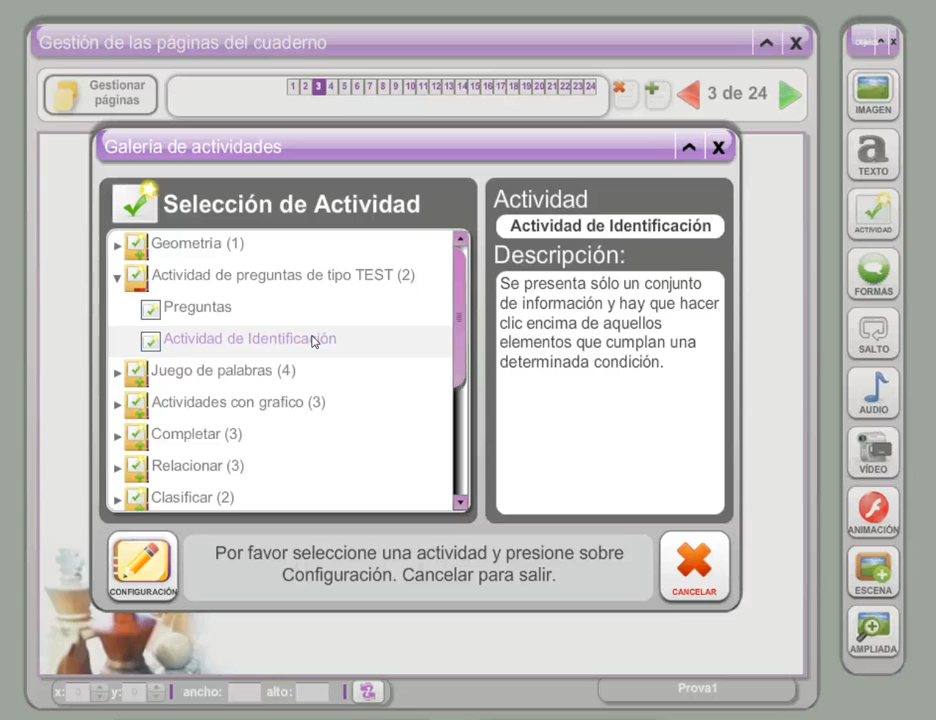 Gestión de las páginas del cuaderno
Gestionar
páginas
1 2 3 4 5 6 7 8 9 10 11 12 13 14 15 16 17 18 19 20 21 22 23 24
3 de 24
Galería de actividades
Selección de Actividad
Geometria (1)
Actividad de preguntas de tipo TEST (2)
Preguntas
Actividad de Identificación
Juego de palabras (4)
Actividades con grafico (3)
Completar (3)
Relacionar (3)
Clasificar (2)
Actividad
Actividad de Identificación
Descripción:
Se presenta sólo un conjunto
de información y hay que hacer
clic encima de aquellos
elementos que cumplan una
determinada condición.
CONFIGURACIÓN
Por favor seleccione una actividad y presione sobre
Configuración. Cancelar para salir.
CANCELAR
x: 0 y: 0 ancho: alto:
Prova1
IMAGEN
TEXTO
ACTIVIDAD
FORMAS
SALTO
AUDIO
VÍDEO
ANIMACIÓN
ESCENA
AMPLIADA